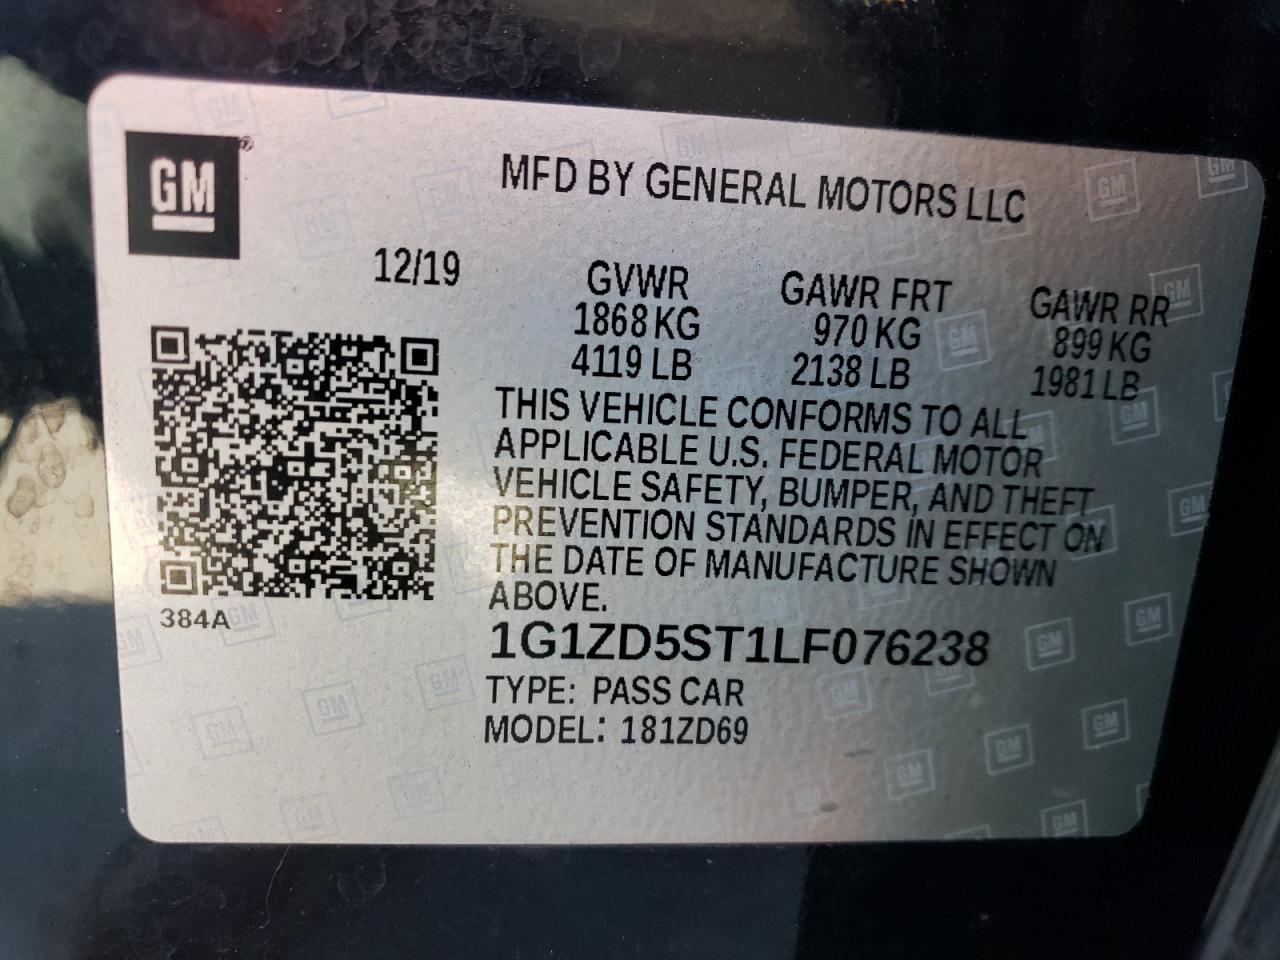 GM®
MFD BY GENERAL MOTORS LLC
12/19
GVWR
1868 KG
4119 LB
GAWR FRT
970 KG
2138 LB
GAWR RR
899 KG
1981 LB
THIS VEHICLE CONFORMS TO ALL
APPLICABLE U.S. FEDERAL MOTOR
VEHICLE SAFETY, BUMPER, AND THEFT
PREVENTION STANDARDS IN EFFECT ON
THE DATE OF MANUFACTURE SHOWN
ABOVE.
384A
1G1ZD5ST1LF076238
TYPE: PASS CAR
MODEL: 181ZD69